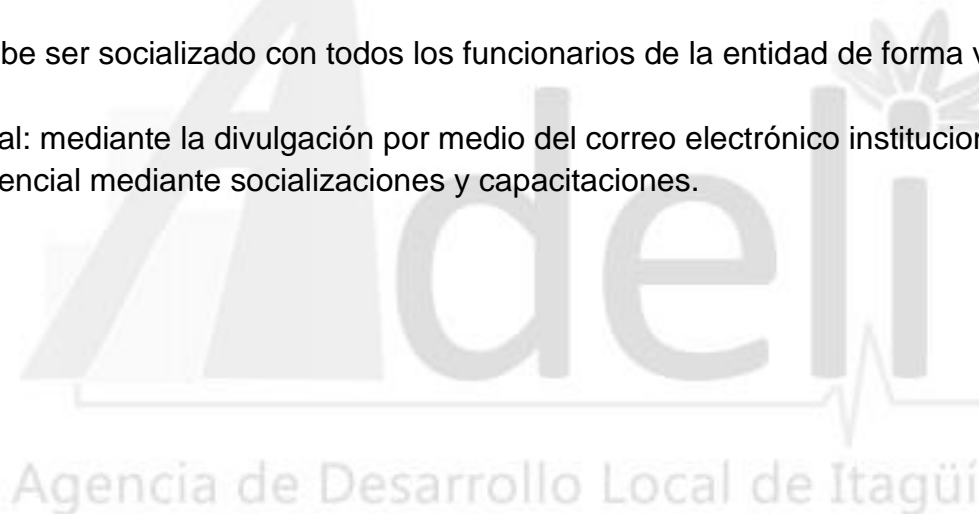 be ser socializado con todos los funcionarios de la entidad de forma v
al: mediante la divulgación por medio del correo electrónico institucion
encial mediante socializaciones y capacitaciones.
Adeli
Agencia de Desarrollo Local de Itagüí